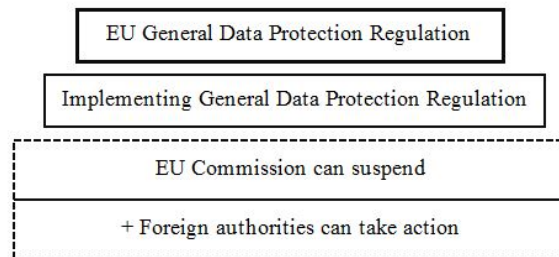 EU General Data Protection Regulation
Implementing General Data Protection Regulation
EU Commission can suspend
+ Foreign authorities can take action